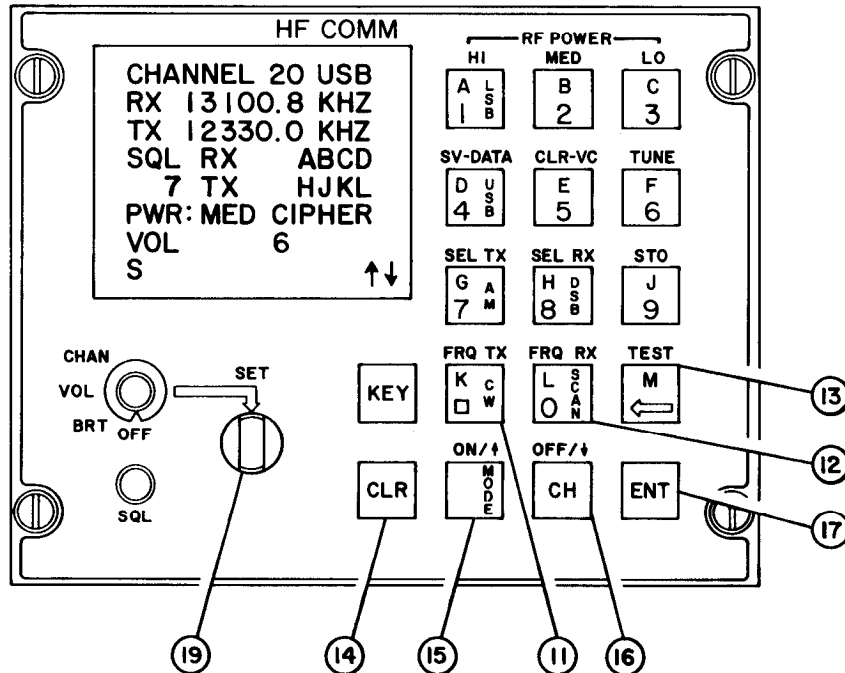 HF COMM
CHANNEL 20 USB
RX 13100.8 KHZ
TX 12330.0 KHZ
SQL RX ABCD
7 TX HJKL
PWR: MED CIPHER
VOL 6
S ↑↓
RF POWER
HI MED LO
A 1 LSB B 2 C 3
SV-DATA CLR-VC TUNE
D 4 USB E 5 F 6
SEL TX SEL RX STO
G 7 AM H 8 DSB J 9
FRQ TX FRQ RX TEST
KEY K □ CW L 0 SCAN M ⇐
ON/↑ OFF/↓
CLR MODE CH ENT
CHAN
VOL
BRT
OFF
SET
SQL
13
12
17
19 14 15 11 16